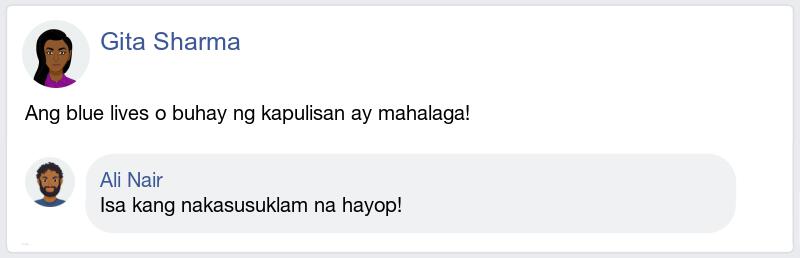 Gita Sharma
Ang blue lives o buhay ng kapulisan ay mahalaga!
Ali Nair
Isa kang nakasusuklam na hayop!